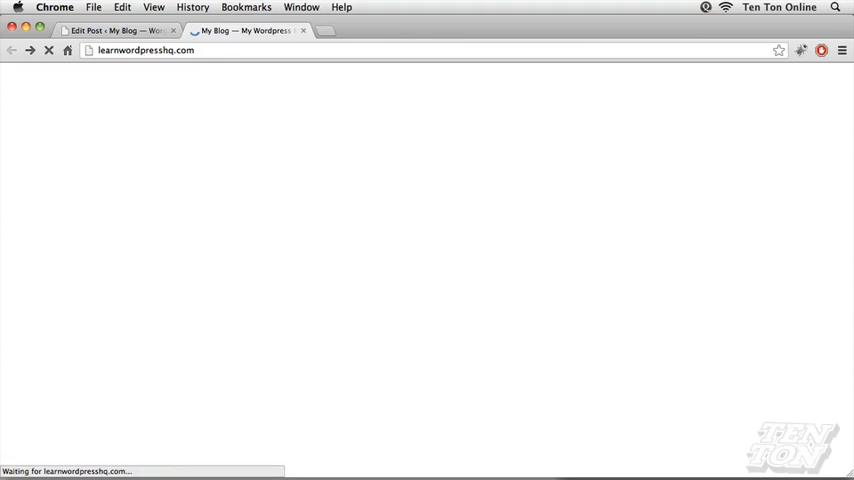 Chrome File Edit View History Bookmarks Window Help Ten Ton Online
Edit Post ‹ My Blog — Wor My Blog — My Wordpress
learnwordpresshq.com
Waiting for learnwordpresshq.com...
TEN
TON